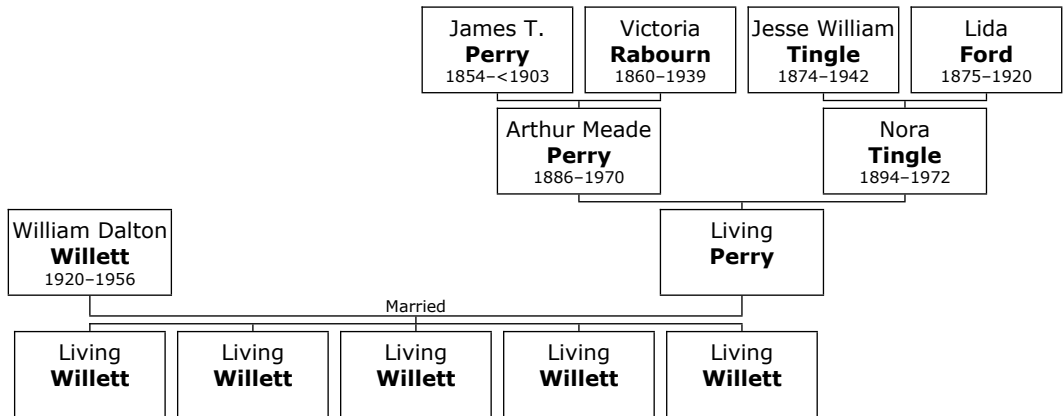 James T.
Perry
1854–<1903
Victoria
Rabourn
1860–1939
Jesse William
Tingle
1874–1942
Lida
Ford
1875–1920
Arthur Meade
Perry
1886–1970
Nora
Tingle
1894–1972
William Dalton
Willett
1920–1956
Living
Perry
Married
Living
Willett
Living
Willett
Living
Willett
Living
Willett
Living
Willett